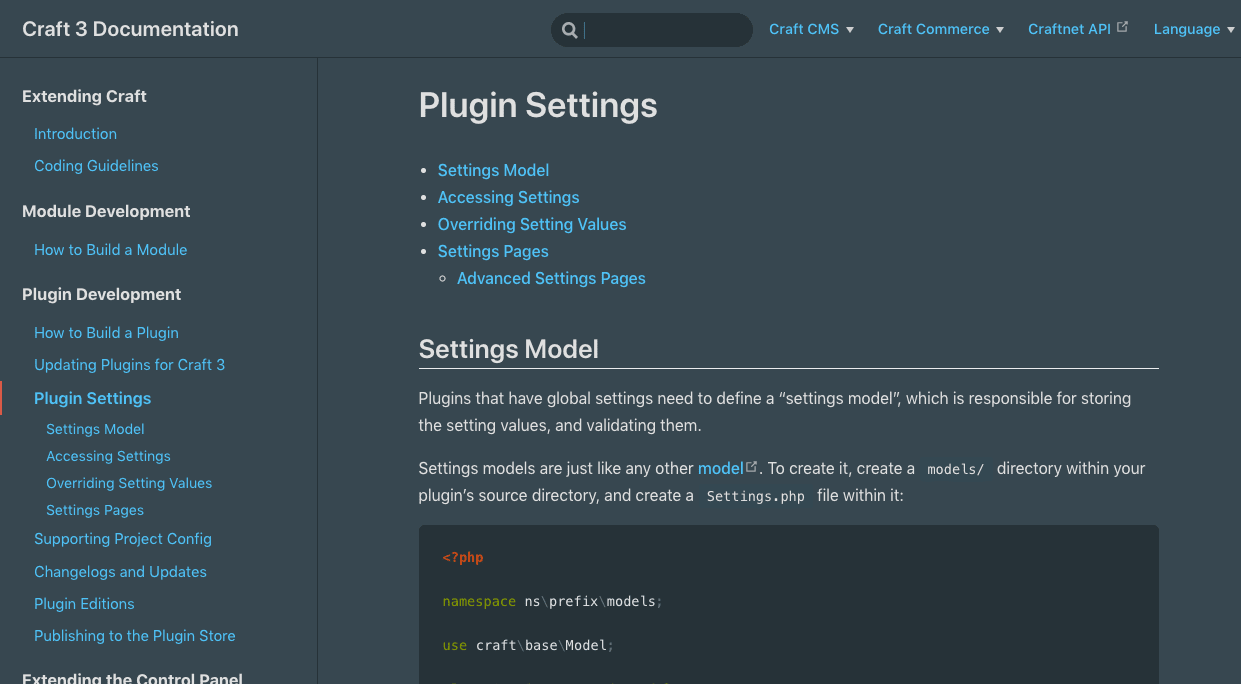 Craft 3 Documentation
Craft CMS
Craft Commerce
Craftnet API
Language
Extending Craft
Introduction
Coding Guidelines
Module Development
How to Build a Module
Plugin Development
How to Build a Plugin
Updating Plugins for Craft 3
Plugin Settings
Settings Model
Accessing Settings
Overriding Setting Values
Settings Pages
Supporting Project Config
Changelogs and Updates
Plugin Editions
Publishing to the Plugin Store
Extending the Control Panel
Plugin Settings
• Settings Model
• Accessing Settings
• Overriding Setting Values
• Settings Pages
◦ Advanced Settings Pages
Settings Model
Plugins that have global settings need to define a “settings model”, which is responsible for storing
the setting values, and validating them.
Settings models are just like any other model. To create it, create a models/ directory within your
plugin’s source directory, and create a Settings.php file within it:
<?php
namespace ns\prefix\models;
use craft\base\Model;